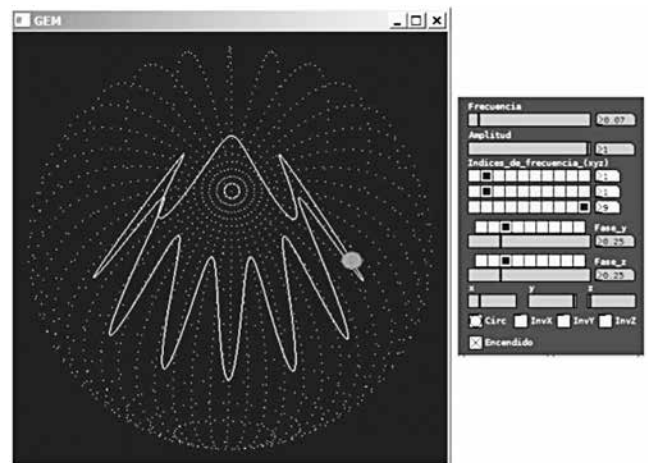 GEM
Frecuencia
>0.07
Amplitud
>1
Indices_de_frecuencia_(xyz)
>1
>1
>9
Fase_y
>0.25
Fase_z
>0.25
x y z
Circ InvX InvY InvZ
Encendido